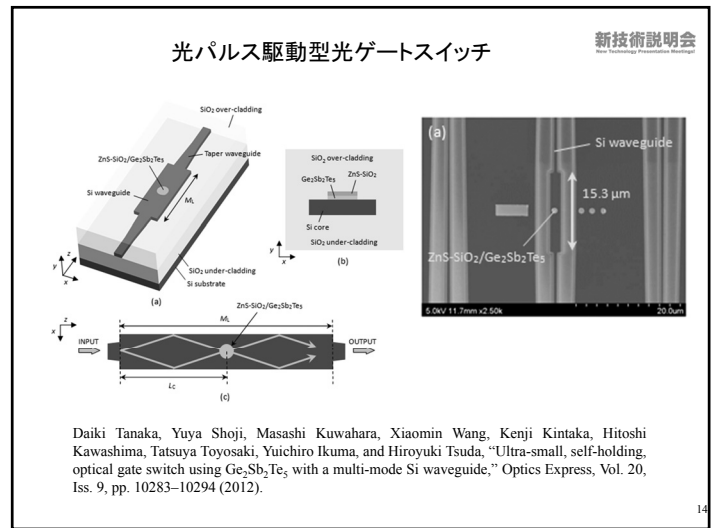 光パルス駆動型光ゲートスイッチ
新技術説明会
New Technology Presentation Meetings!
SiO2 over-cladding
ZnS-SiO2/Ge2Sb2Te5
Taper waveguide
Si waveguide
ML
y
z
x
SiO2 under-cladding
Si substrate
(a)
SiO2 over-cladding
Ge2Sb2Te5
ZnS-SiO2
Si core
SiO2 under-cladding
y
x
(b)
z
x
ZnS-SiO2/Ge2Sb2Te5
ML
INPUT
OUTPUT
LC
(c)
(a)
Si waveguide
15.3 μm
ZnS-SiO2/Ge2Sb2Te5
5.0kV 11.7mm x2.50k
20.0um
Daiki Tanaka, Yuya Shoji, Masashi Kuwahara, Xiaomin Wang, Kenji Kintaka, Hitoshi
Kawashima, Tatsuya Toyosaki, Yuichiro Ikuma, and Hiroyuki Tsuda, “Ultra-small, self-holding,
optical gate switch using Ge2Sb2Te5 with a multi-mode Si waveguide,” Optics Express, Vol. 20,
Iss. 9, pp. 10283–10294 (2012).
14